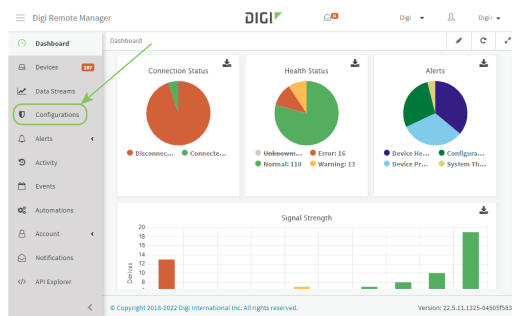 Digi Remote Manager
DIGI
Digi
Digi
Dashboard
Devices
Data Streams
Configurations
Alerts
Activity
Events
Automations
Account
Notifications
API Explorer
Dashboard
Connection Status
Disconnec...
Connecte...
Health Status
Unknown:
Error: 16
Normal: 110
Warning: 13
Alerts
Device He...
Configura...
Device Pr...
System Th...
Signal Strength
Devices
20
18
16
14
12
10
8
6
© Copyright 2018-2022 Digi International Inc. All rights reserved.
Version: 22.5.11.1325-04505f583